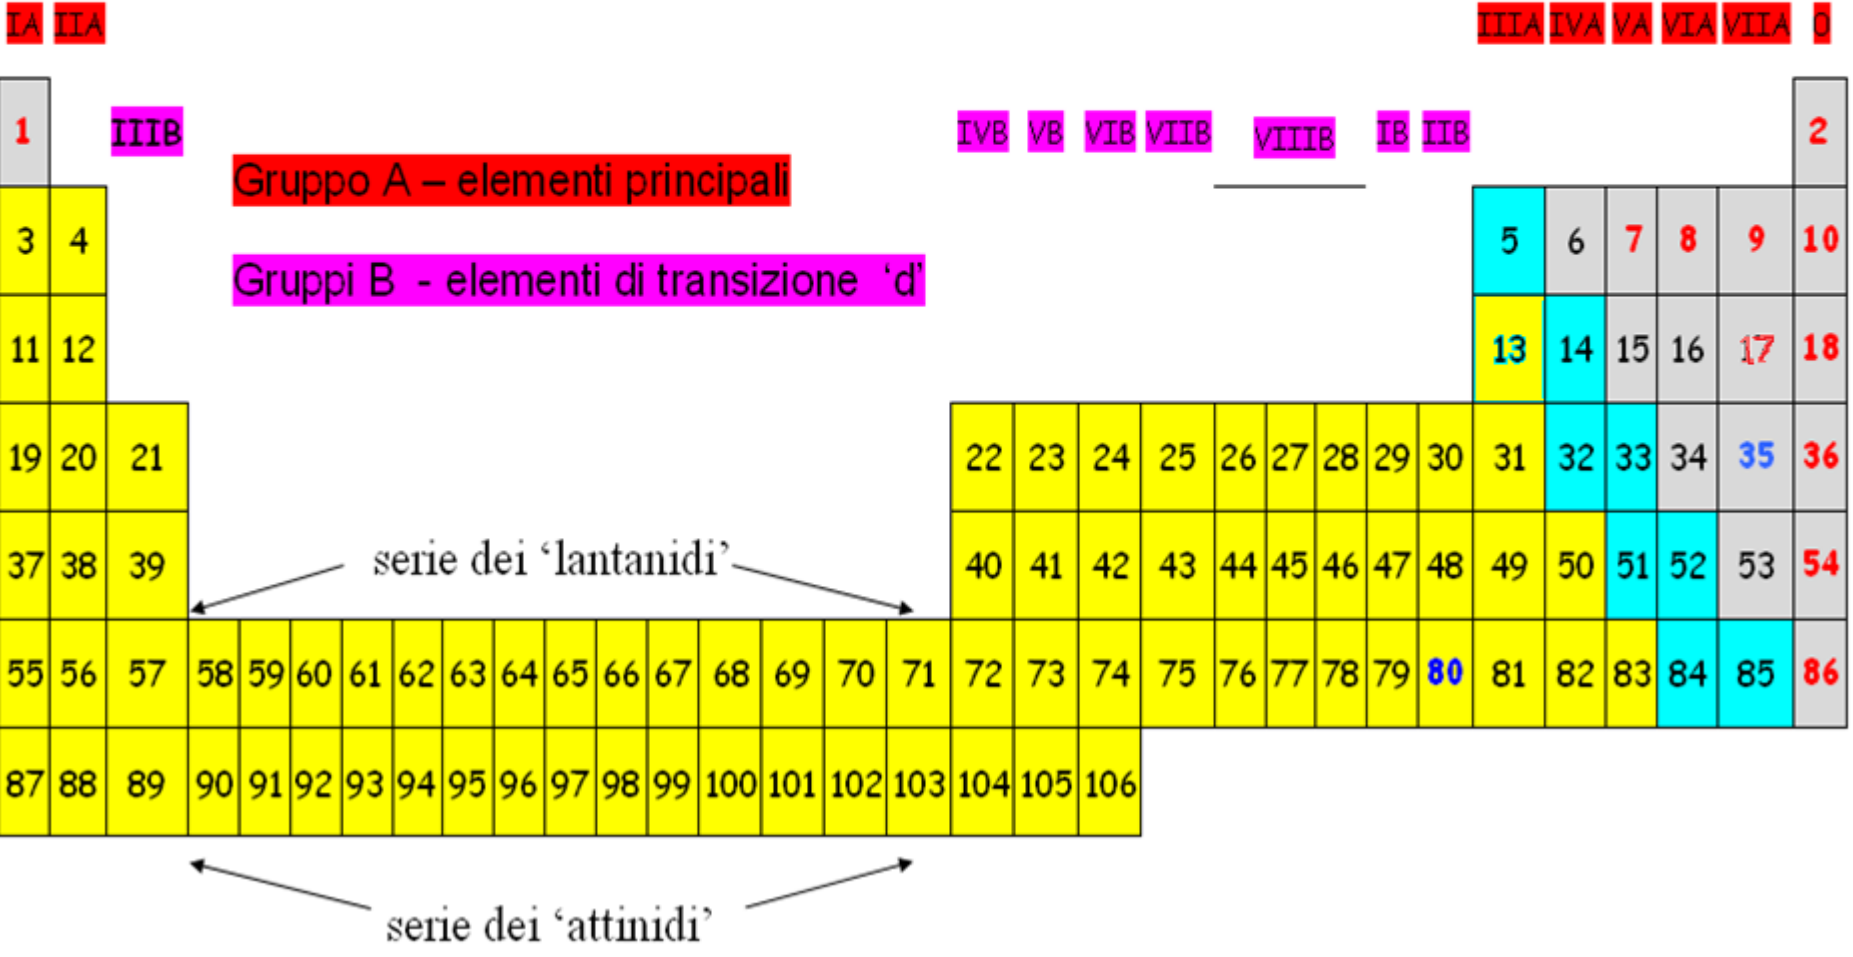 IA IIA IIIA IVA VA VIA VIIA 0
1 IIIB IVB VB VIB VIIB VIIIB IB IIB 2
Gruppo A – elementi principali
3 4 5 6 7 8 9 10
Gruppi B - elementi di transizione ‘d’
11 12 13 14 15 16 17 18
19 20 21 22 23 24 25 26 27 28 29 30 31 32 33 34 35 36
serie dei ‘lantanidi’
37 38 39 40 41 42 43 44 45 46 47 48 49 50 51 52 53 54
55 56 57 58 59 60 61 62 63 64 65 66 67 68 69 70 71 72 73 74 75 76 77 78 79 80 81 82 83 84 85 86
87 88 89 90 91 92 93 94 95 96 97 98 99 100 101 102 103 104 105 106
serie dei ‘attinidi’